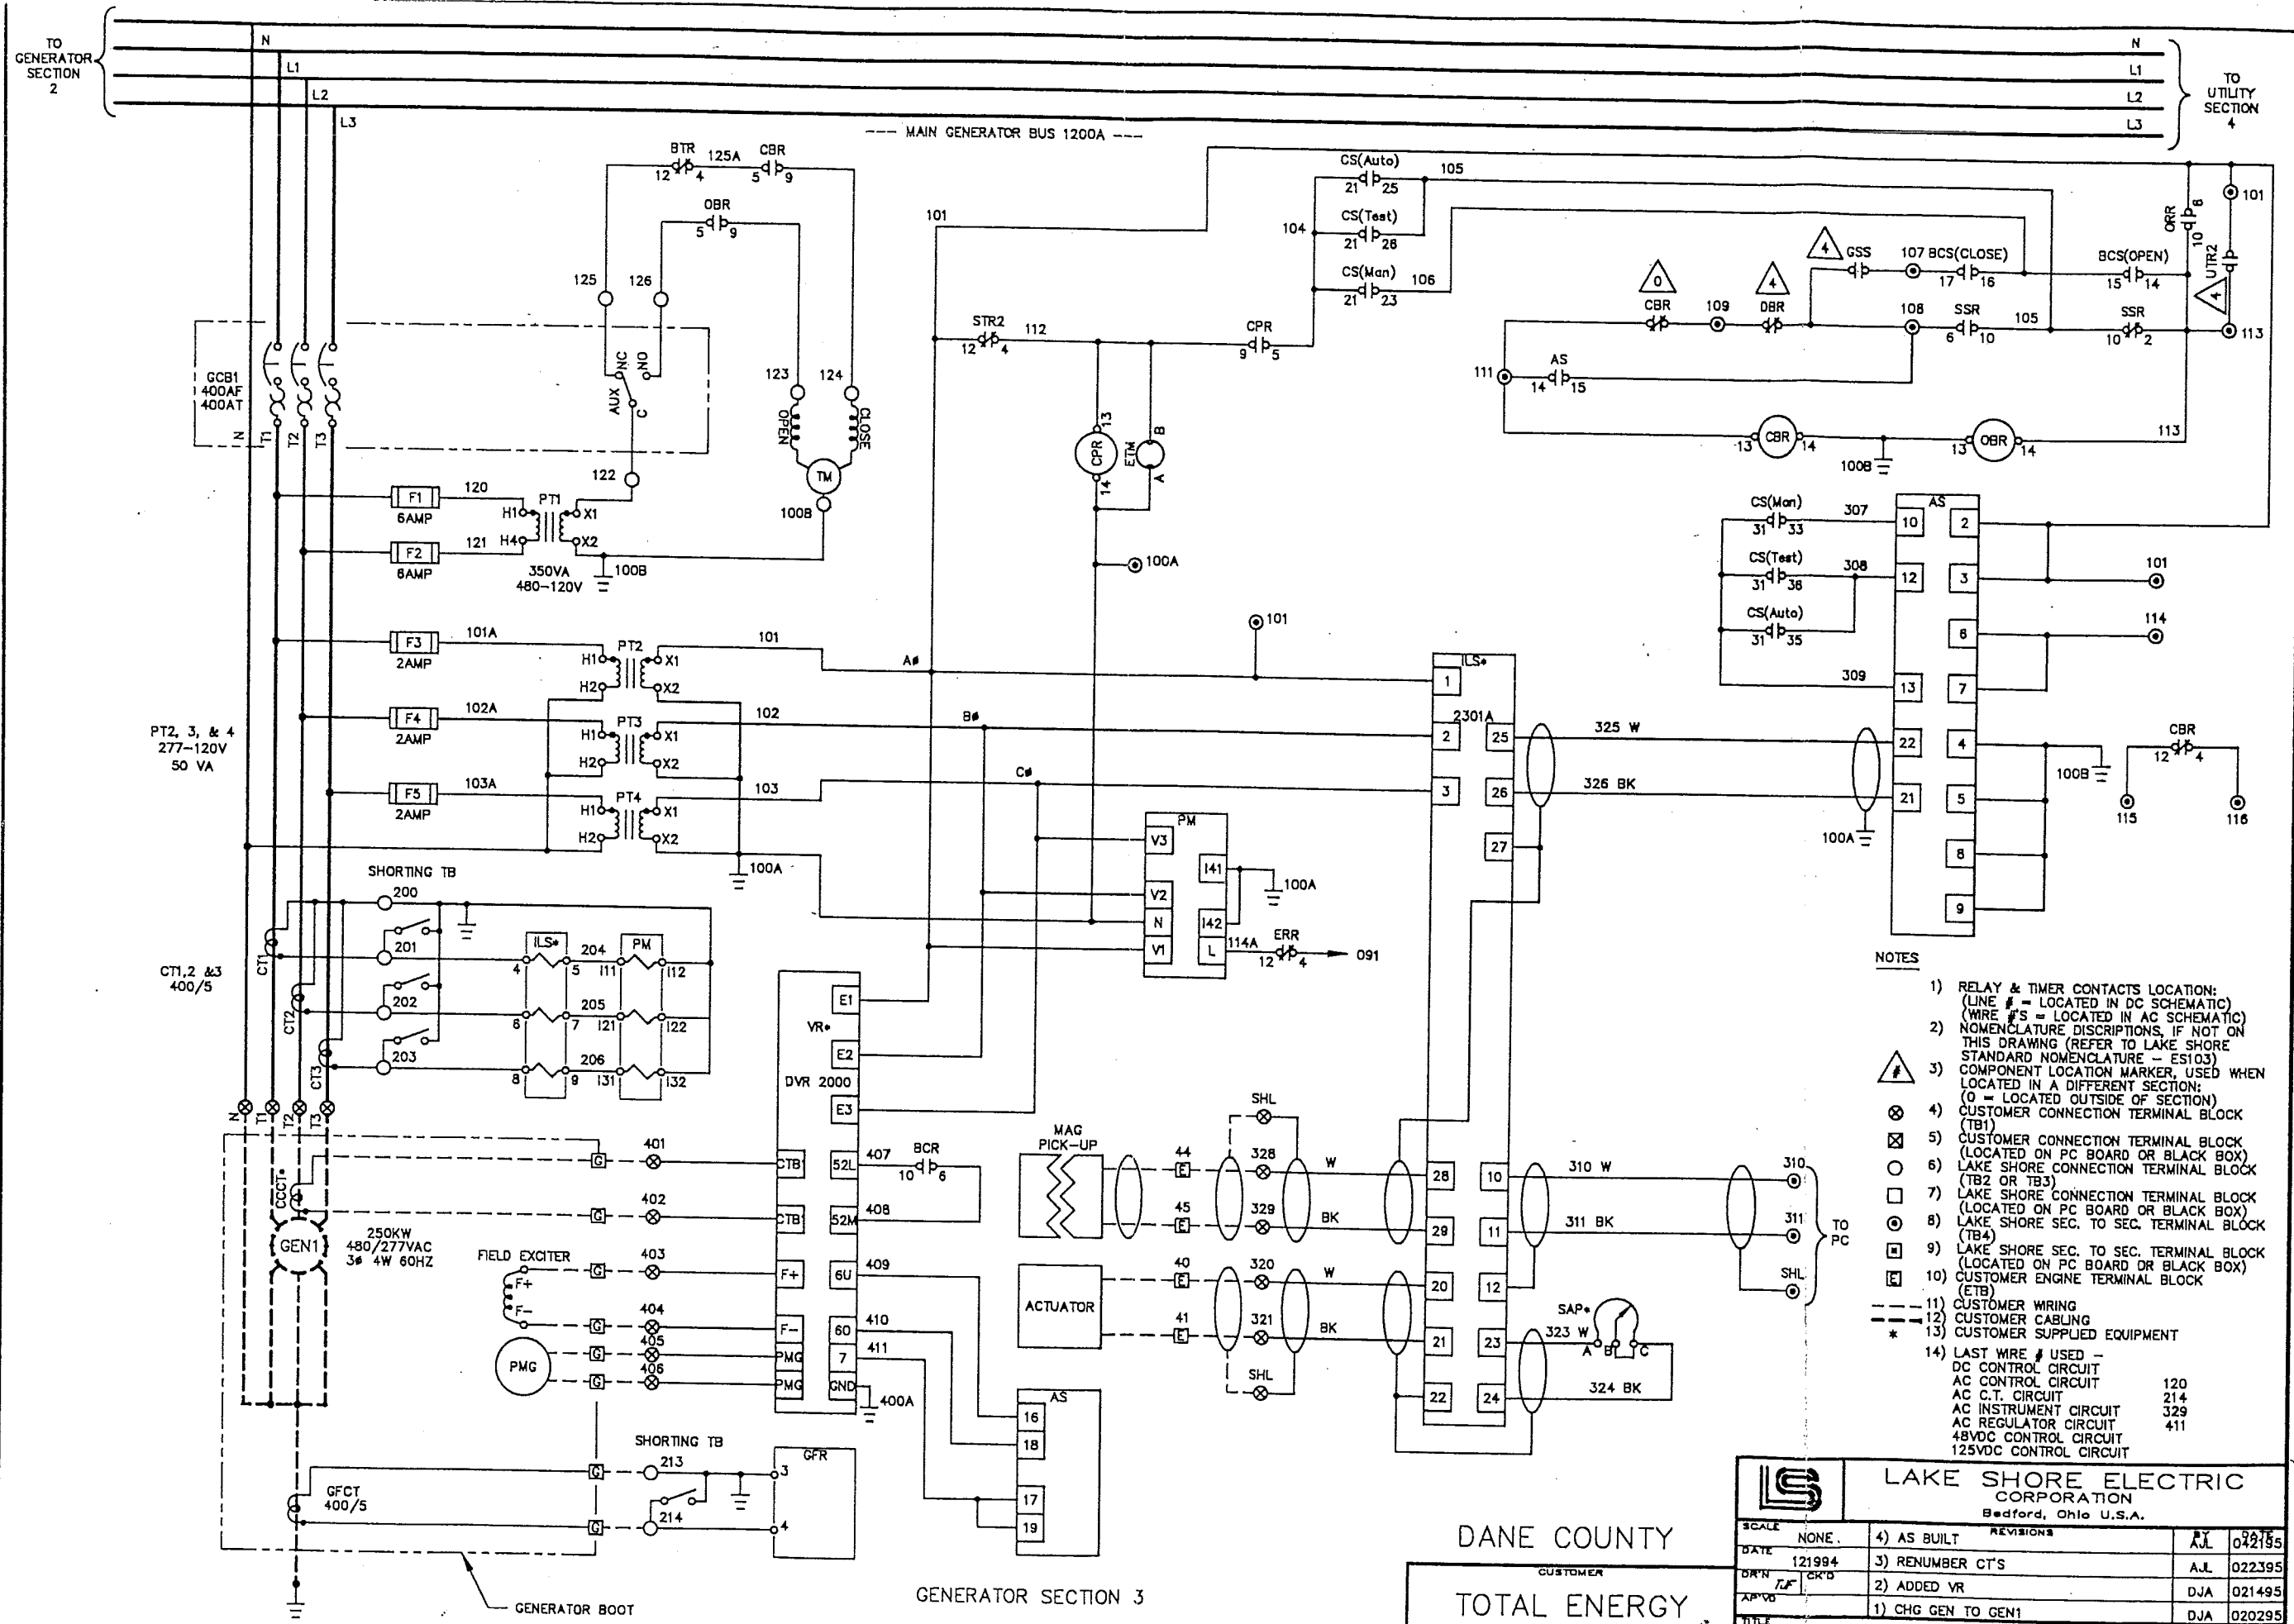 TO
GENERATOR
SECTION
2
N
L1
L2
L3
--- MAIN GENERATOR BUS 1200A ---
N
L1
L2
L3
TO
UTILITY
SECTION
4
BTR
125A
CBR
12
4
5
9
OBR
5
9
125
126
GCB1
400AF
400AT
N
T1
T2
T3
NC
NO
AUX
C
123
124
OPEN
CLOSE
TM
122
100B
F1
6AMP
120
PT1
H1
X1
F2
6AMP
121
H4
X2
350VA
480-120V
100B
101
STR2
112
12
4
CPR
9
5
13
CPR
14
ETM
B
A
100A
104
CS(Auto)
21
25
105
CS(Test)
21
26
CS(Man)
21
23
106
4
GSS
107
BCS(CLOSE)
17
16
BCS(OPEN)
15
14
ORR
8
10
101
UTR2
4
0
CBR
109
4
DBR
108
SSR
6
10
105
SSR
10
2
113
111
AS
14
15
13
CBR
14
100B
13
OBR
14
113
CS(Man)
31
33
307
CS(Test)
31
36
308
CS(Auto)
31
35
309
AS
10
2
12
3
6
13
7
22
4
21
5
8
9
101
114
100B
CBR
12
4
115
116
PT2, 3, & 4
277-120V
50 VA
F3
2AMP
101A
PT2
H1
X1
H2
X2
101
AØ
101
F4
2AMP
102A
PT3
H1
X1
H2
X2
102
BØ
F5
2AMP
103A
PT4
H1
X1
H2
X2
103
CØ
100A
ILS*
1
2301A
2
25
3
26
27
325 W
326 BK
100A
PM
V3
I41
V2
N
I42
V1
L
100A
114A
ERR
12
4
091
SHORTING TB
200
201
202
203
CT1,2 &3
400/5
CT1
CT2
CT3
ILS*
PM
4
5
204
I11
I12
6
7
205
I21
I22
8
9
206
I31
I32
E1
VR*
E2
DVR 2000
E3
CTB
52L
CTB
52M
F+
6U
F-
60
PMG
7
PMG
GND
400A
407
BCR
10
6
408
409
410
411
N
T1
T2
T3
CCCT*
GEN1
250KW
480/277VAC
3Ø 4W 60HZ
G
401
G
402
FIELD EXCITER
F+
F-
G
403
G
404
PMG
G
405
G
406
MAG
PICK-UP
44
E
328
SHL
W
45
E
329
BK
ACTUATOR
40
E
320
W
41
E
321
BK
SHL
28
10
29
11
20
12
21
23
22
24
310 W
311 BK
310
311
SHL
TO
PC
SAP*
323 W
A
B
C
324 BK
AS
16
18
17
19
GFCT
400/5
SHORTING TB
G
213
G
214
GFR
3
4
GENERATOR BOOT
GENERATOR SECTION 3
NOTES
1) RELAY & TIMER CONTACTS LOCATION:
(LINE # = LOCATED IN DC SCHEMATIC)
(WIRE #'S = LOCATED IN AC SCHEMATIC)
2) NOMENCLATURE DISCRIPTIONS, IF NOT ON
THIS DRAWING (REFER TO LAKE SHORE
STANDARD NOMENCLATURE - ES103)
# 3) COMPONENT LOCATION MARKER, USED WHEN
LOCATED IN A DIFFERENT SECTION:
(0 = LOCATED OUTSIDE OF SECTION)
4) CUSTOMER CONNECTION TERMINAL BLOCK
(TB1)
5) CUSTOMER CONNECTION TERMINAL BLOCK
(LOCATED ON PC BOARD OR BLACK BOX)
6) LAKE SHORE CONNECTION TERMINAL BLOCK
(TB2 OR TB3)
7) LAKE SHORE CONNECTION TERMINAL BLOCK
(LOCATED ON PC BOARD OR BLACK BOX)
8) LAKE SHORE SEC. TO SEC. TERMINAL BLOCK
(TB4)
9) LAKE SHORE SEC. TO SEC. TERMINAL BLOCK
(LOCATED ON PC BOARD OR BLACK BOX)
E 10) CUSTOMER ENGINE TERMINAL BLOCK
(ETB)
11) CUSTOMER WIRING
12) CUSTOMER CABLING
* 13) CUSTOMER SUPPLIED EQUIPMENT
14) LAST WIRE # USED -
DC CONTROL CIRCUIT
AC CONTROL CIRCUIT 120
AC C.T. CIRCUIT 214
AC INSTRUMENT CIRCUIT 329
AC REGULATOR CIRCUIT 411
48VDC CONTROL CIRCUIT
125VDC CONTROL CIRCUIT
DANE COUNTY
CUSTOMER
TOTAL ENERGY
LAKE SHORE ELECTRIC
CORPORATION
Bedford, Ohio U.S.A.
SCALE NONE.
REVISIONS
BY
DATE
4) AS BUILT AJL 042195
DATE 121994
3) RENUMBER CT'S AJL 022395
DR'N TJF CK'D
2) ADDED VR DJA 021495
AP'VD
1) CHG GEN TO GEN1 DJA 020295
TITLE